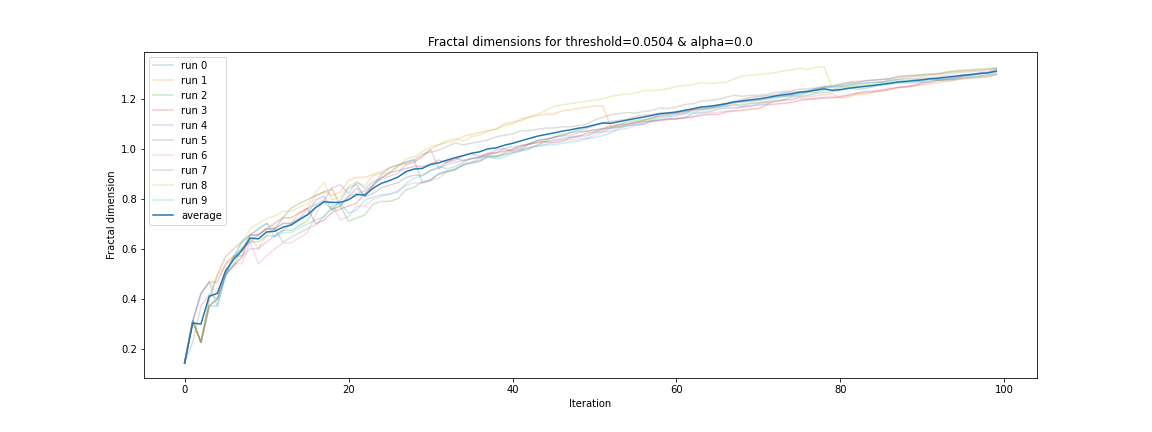 Fractal dimensions for threshold=0.0504 & alpha=0.0
run 0
run 1
run 2
run 3
run 4
run 5
run 6
run 7
run 8
run 9
average
Fractal dimension
1.2
1.0
0.8
0.6
0.4
0.2
0 20 40 60 80 100
Iteration